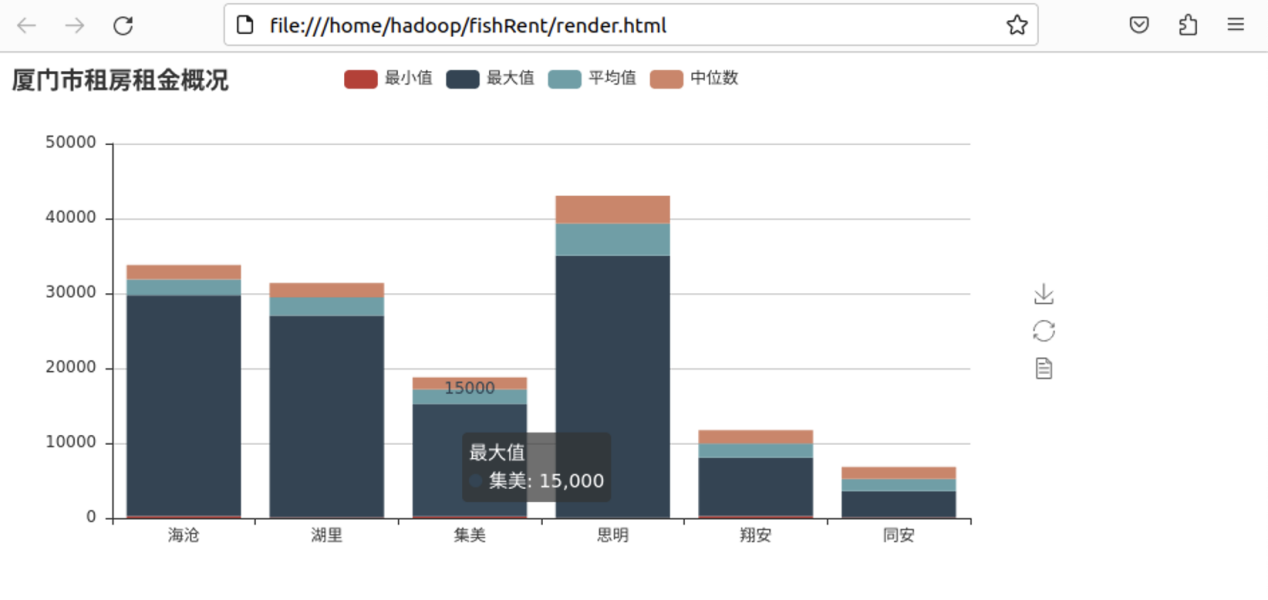 file:///home/hadoop/fishRent/render.html
厦门市租房租金概况
最小值 最大值 平均值 中位数
50000
40000
30000
20000
15000
10000
最大值
集美: 15,000
0
海沧 湖里 集美 思明 翔安 同安